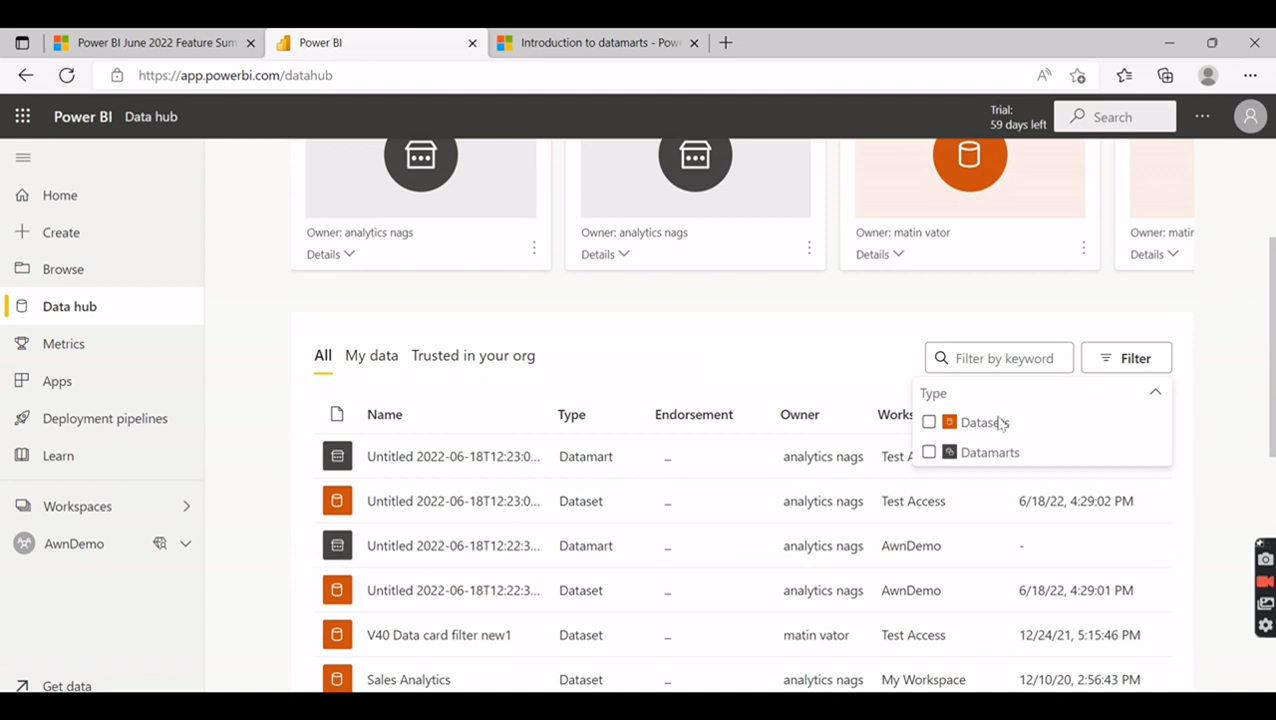 Power BI June 2022 Feature Sum
Power BI
Introduction to datamarts - Pow
https://app.powerbi.com/datahub
Power BI Data hub
Trial:
59 days left
Search
Home
Create
Browse
Data hub
Metrics
Apps
Deployment pipelines
Learn
Workspaces
AwnDemo
Get data
Owner: analytics nags
Details
Owner: analytics nags
Details
Owner: matin vator
Details
Owner: matin
Details
All My data Trusted in your org
Filter by keyword
Filter
Type
Datasets
Datamarts
Name Type Endorsement Owner Works
Untitled 2022-06-18T12:23:0... Datamart – analytics nags Test A
Untitled 2022-06-18T12:23:0... Dataset – analytics nags Test Access 6/18/22, 4:29:02 PM
Untitled 2022-06-18T12:22:3... Datamart – analytics nags AwnDemo -
Untitled 2022-06-18T12:22:3... Dataset – analytics nags AwnDemo 6/18/22, 4:29:01 PM
V40 Data card filter new1 Dataset – matin vator Test Access 12/24/21, 5:15:46 PM
Sales Analytics Dataset – analytics nags My Workspace 12/10/20, 2:56:43 PM